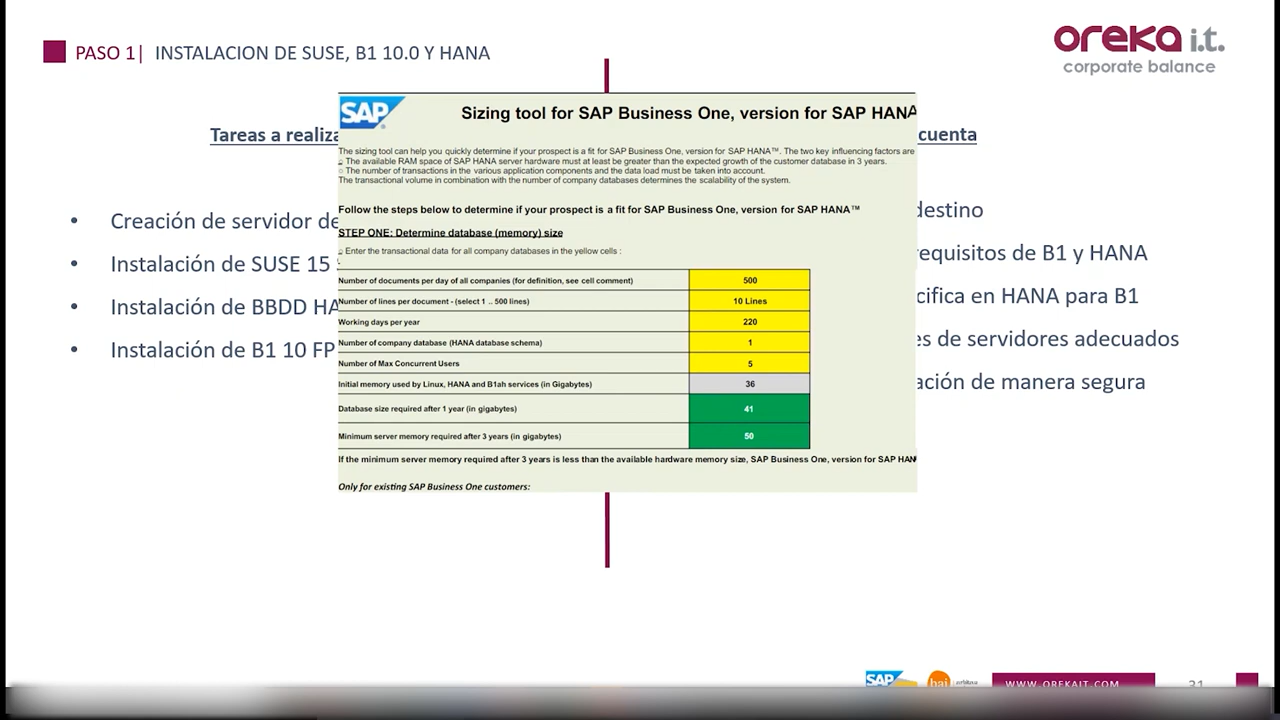 PASO 1| INSTALACION DE SUSE, B1 10.0 Y HANA
oreka i.t.
corporate balance
Tareas a realiza
cuenta
Creación de servidor de
Instalación de SUSE 15
Instalación de BBDD HA
Instalación de B1 10 FP
SAP
Sizing tool for SAP Business One, version for SAP HANA
The sizing tool can help you quickly determine if your prospect is a fit for SAP Business One, version for SAP HANA™. The two key influencing factors are
The available RAM space of SAP HANA server hardware must at least be greater than the expected growth of the customer database in 3 years.
The number of transactions in the various application components and the data load must be taken into account.
The transactional volume in combination with the number of company databases determines the scalability of the system.
Follow the steps below to determine if your prospect is a fit for SAP Business One, version for SAP HANA™
STEP ONE: Determine database (memory) size
Enter the transactional data for all company databases in the yellow cells :
Number of documents per day of all companies (for definition, see cell comment) 500
Number of lines per document - (select 1 .. 500 lines) 10 Lines
Working days per year 220
Number of company database (HANA database schema) 1
Number of Max Concurrent Users 5
Initial memory used by Linux, HANA and B1ah services (in Gigabytes) 36
Database size required after 1 year (in gigabytes) 41
Minimum server memory required after 3 years (in gigabytes) 50
If the minimum server memory required after 3 years is less than the available hardware memory size, SAP Business One, version for SAP HAN
Only for existing SAP Business One customers:
destino
requisitos de B1 y HANA
cifica en HANA para B1
es de servidores adecuados
ación de manera segura
SAP
bai
WWW.OREKAIT.COM
31